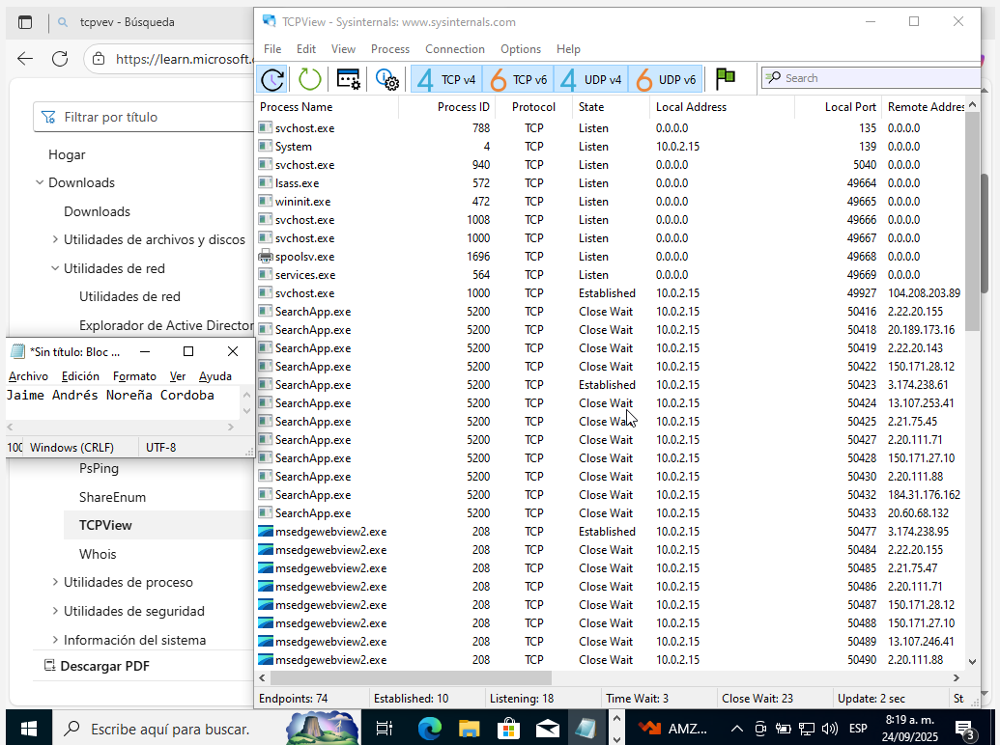 tcpvev - Búsqueda
https://learn.microsoft.
Filtrar por título
Hogar
Downloads
Downloads
Utilidades de archivos y discos
Utilidades de red
Utilidades de red
Explorador de Active Director
*Sin título: Bloc ...
Archivo Edición Formato Ver Ayuda
Jaime Andrés Noreña Cordoba
100 Windows (CRLF) UTF-8
PsPing
ShareEnum
TCPView
Whois
Utilidades de proceso
Utilidades de seguridad
Información del sistema
Descargar PDF
TCPView - Sysinternals: www.sysinternals.com
File Edit View Process Connection Options Help
4 TCP v4 6 TCP v6 4 UDP v4 6 UDP v6 Search
Process Name Process ID Protocol State Local Address Local Port Remote Addres
svchost.exe 788 TCP Listen 0.0.0.0 135 0.0.0.0
System 4 TCP Listen 10.0.2.15 139 0.0.0.0
svchost.exe 940 TCP Listen 0.0.0.0 5040 0.0.0.0
lsass.exe 572 TCP Listen 0.0.0.0 49664 0.0.0.0
wininit.exe 472 TCP Listen 0.0.0.0 49665 0.0.0.0
svchost.exe 1008 TCP Listen 0.0.0.0 49666 0.0.0.0
svchost.exe 1000 TCP Listen 0.0.0.0 49667 0.0.0.0
spoolsv.exe 1696 TCP Listen 0.0.0.0 49668 0.0.0.0
services.exe 564 TCP Listen 0.0.0.0 49669 0.0.0.0
svchost.exe 1000 TCP Established 10.0.2.15 49927 104.208.203.89
SearchApp.exe 5200 TCP Close Wait 10.0.2.15 50416 2.22.20.155
SearchApp.exe 5200 TCP Close Wait 10.0.2.15 50418 20.189.173.16
SearchApp.exe 5200 TCP Close Wait 10.0.2.15 50419 2.22.20.143
SearchApp.exe 5200 TCP Close Wait 10.0.2.15 50422 150.171.28.12
SearchApp.exe 5200 TCP Established 10.0.2.15 50423 3.174.238.61
SearchApp.exe 5200 TCP Close Wait 10.0.2.15 50424 13.107.253.41
SearchApp.exe 5200 TCP Close Wait 10.0.2.15 50425 2.21.75.45
SearchApp.exe 5200 TCP Close Wait 10.0.2.15 50427 2.20.111.71
SearchApp.exe 5200 TCP Close Wait 10.0.2.15 50428 150.171.27.10
SearchApp.exe 5200 TCP Close Wait 10.0.2.15 50430 2.20.111.88
SearchApp.exe 5200 TCP Close Wait 10.0.2.15 50432 184.31.176.162
SearchApp.exe 5200 TCP Close Wait 10.0.2.15 50433 20.60.68.132
msedgewebview2.exe 208 TCP Established 10.0.2.15 50477 3.174.238.95
msedgewebview2.exe 208 TCP Close Wait 10.0.2.15 50484 2.22.20.155
msedgewebview2.exe 208 TCP Close Wait 10.0.2.15 50485 2.21.75.47
msedgewebview2.exe 208 TCP Close Wait 10.0.2.15 50486 2.20.111.71
msedgewebview2.exe 208 TCP Close Wait 10.0.2.15 50487 150.171.28.12
msedgewebview2.exe 208 TCP Close Wait 10.0.2.15 50488 150.171.27.10
msedgewebview2.exe 208 TCP Close Wait 10.0.2.15 50489 13.107.246.41
msedgewebview2.exe 208 TCP Close Wait 10.0.2.15 50490 2.20.111.88
Endpoints: 74 Established: 10 Listening: 18 Time Wait: 3 Close Wait: 23 Update: 2 sec St
Escribe aquí para buscar. AMZ... ESP 8:19 a. m.
24/09/2025 3